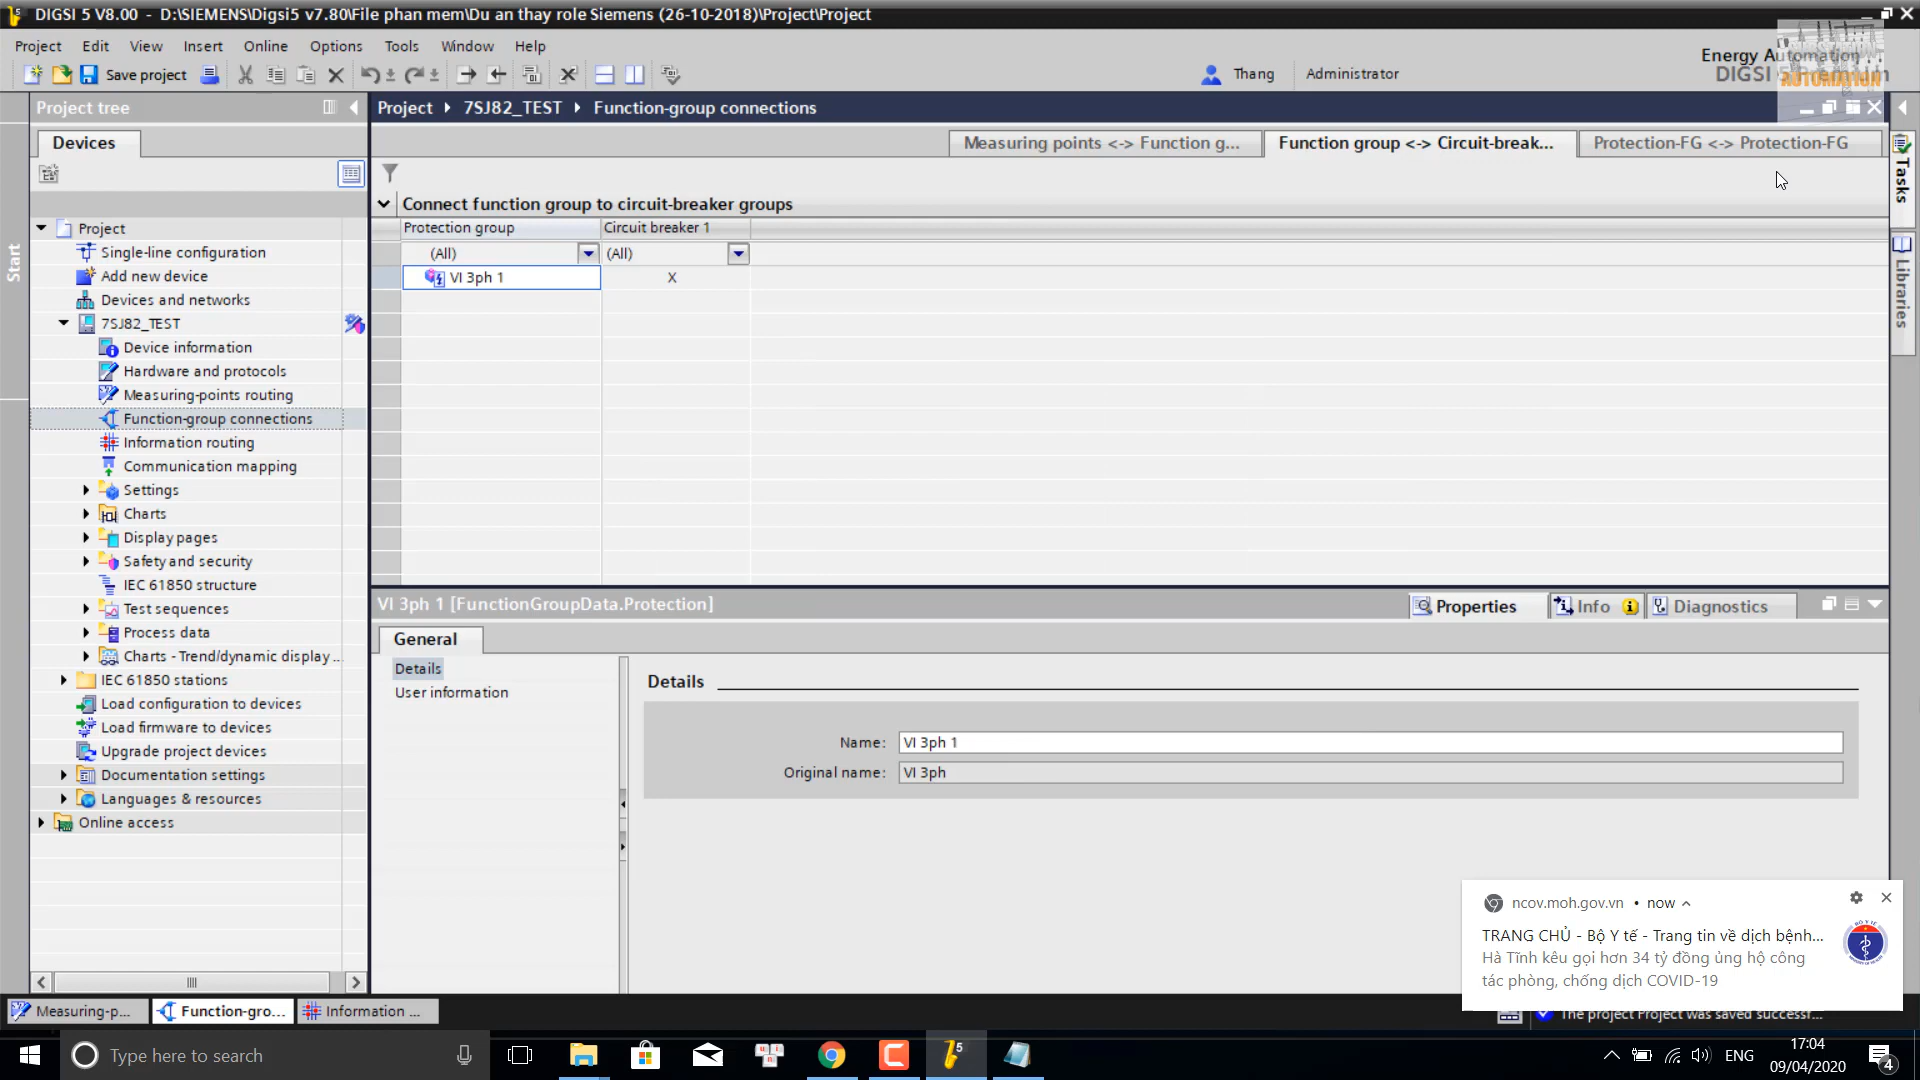 DIGSI 5 V8.00 - D:\SIEMENS\Digsi5 v7.80\File phan mem\Du an thay role Siemens (26-10-2018)\Project\Project
Project Edit View Insert Online Options Tools Window Help
Energy Automation
DIGSI 5 Premium
AUTOMATION
Save project
Thang Administrator
Project tree
Project 7SJ82_TEST Function-group connections
Devices
Measuring points <-> Function g...
Function group <-> Circuit-break...
Protection-FG <-> Protection-FG
Start
Tasks
Libraries
Connect function group to circuit-breaker groups
Protection group Circuit breaker 1
(All) (All)
VI 3ph 1 X
Project
Single-line configuration
Add new device
Devices and networks
7SJ82_TEST
Device information
Hardware and protocols
Measuring-points routing
Function-group connections
Information routing
Communication mapping
Settings
Charts
Display pages
Safety and security
IEC 61850 structure
Test sequences
Process data
Charts - Trend/dynamic display ...
IEC 61850 stations
Load configuration to devices
Load firmware to devices
Upgrade project devices
Documentation settings
Languages & resources
Online access
VI 3ph 1 [FunctionGroupData.Protection]
Properties Info Diagnostics
General
Details
User information
Details
Name: VI 3ph 1
Original name: VI 3ph
ncov.moh.gov.vn • now
TRANG CHỦ - Bộ Y tế - Trang tin về dịch bệnh...
Hà Tĩnh kêu gọi hơn 34 tỷ đồng ủng hộ công
tác phòng, chống dịch COVID-19
Measuring-p... Function-gro... Information ...
The project Project was saved successf...
Type here to search
ENG
17:04
09/04/2020
4